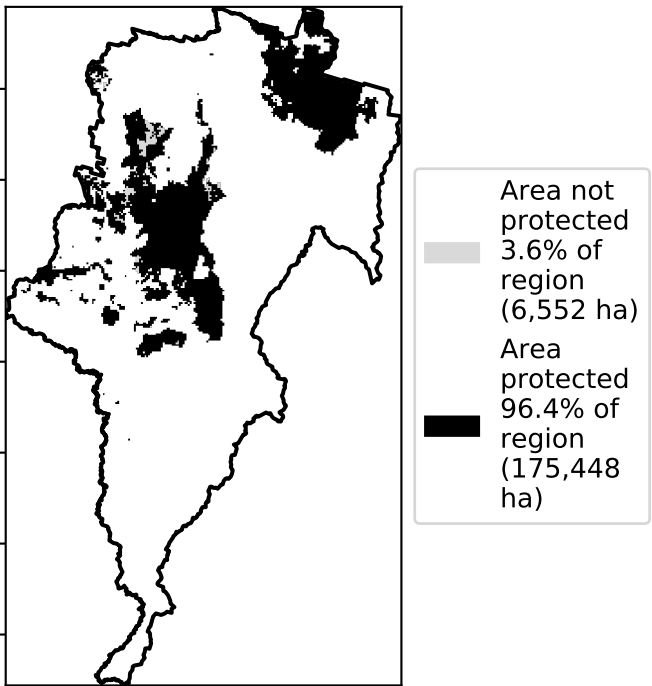 Area not
protected
3.6% of
region
(6,552 ha)
Area
protected
96.4% of
region
(175,448
ha)